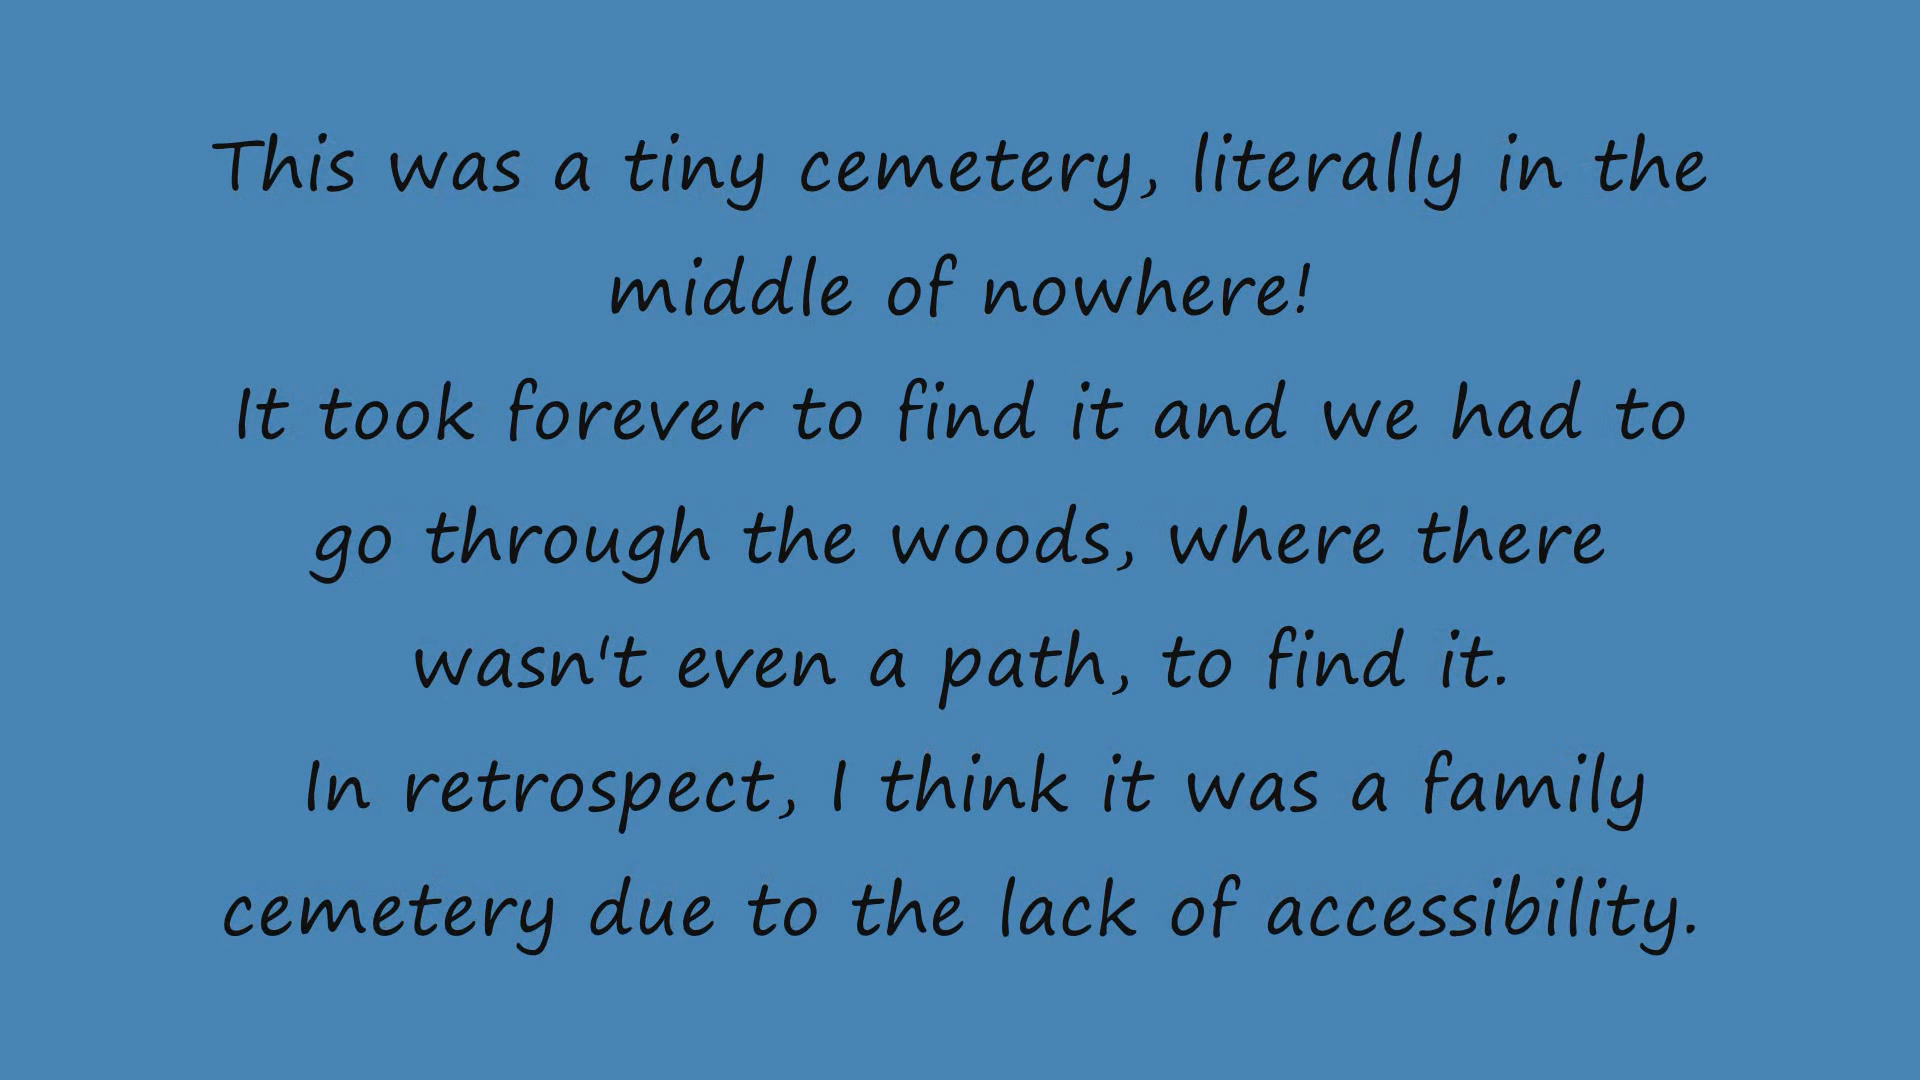 This was a tiny cemetery, literally in the
middle of nowhere!
It took forever to find it and we had to
go through the woods, where there
wasn't even a path, to find it.
In retrospect, I think it was a family
cemetery due to the lack of accessibility.